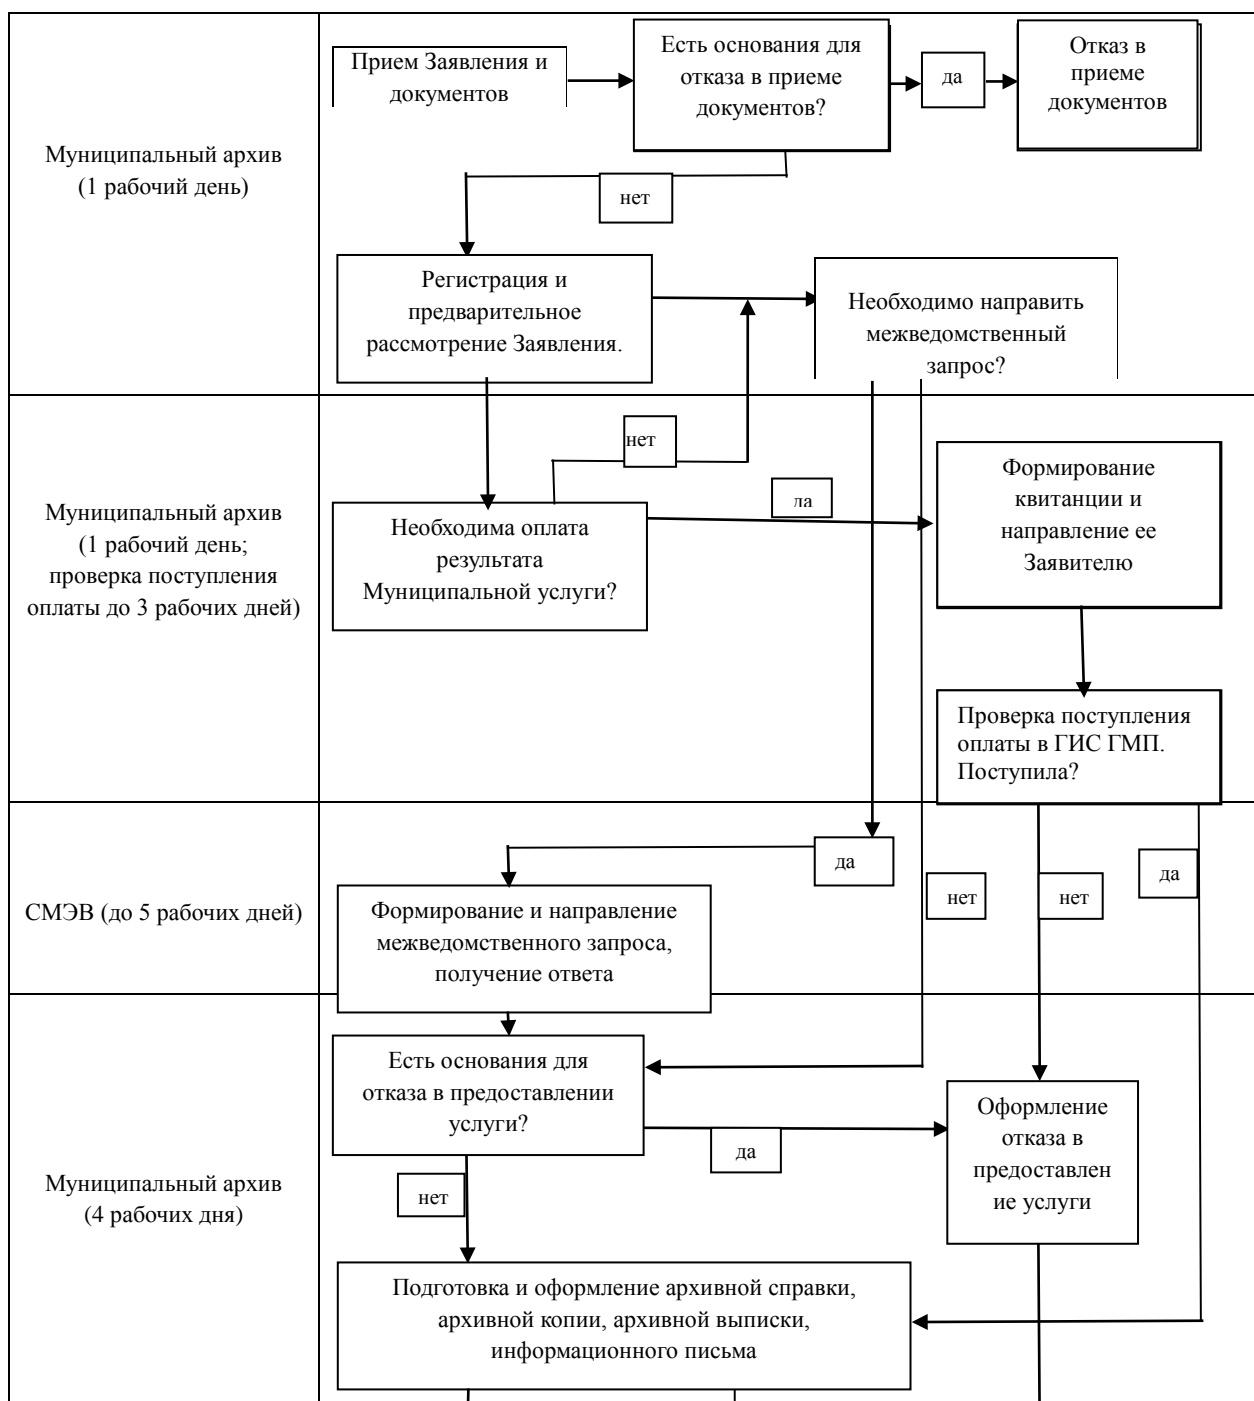 Муниципальный архив
(1 рабочий день)
Прием Заявления и
документов
Есть основания для
отказа в приеме
документов?
да
Отказ в
приеме
документов
нет
Регистрация и
предварительное
рассмотрение Заявления.
Необходимо направить
межведомственный
запрос?
Муниципальный архив
(1 рабочий день;
проверка поступления
оплаты до 3 рабочих дней)
нет
Необходима оплата
результата
Муниципальной услуги?
да
Формирование
квитанции и
направление ее
Заявителю
Проверка поступления
оплаты в ГИС ГМП.
Поступила?
СМЭВ (до 5 рабочих дней)
да
нет
нет
да
Формирование и направление
межведомственного запроса,
получение ответа
Муниципальный архив
(4 рабочих дня)
Есть основания для
отказа в предоставлении
услуги?
да
Оформление
отказа в
предоставлен
ие услуги
нет
Подготовка и оформление архивной справки,
архивной копии, архивной выписки,
информационного письма